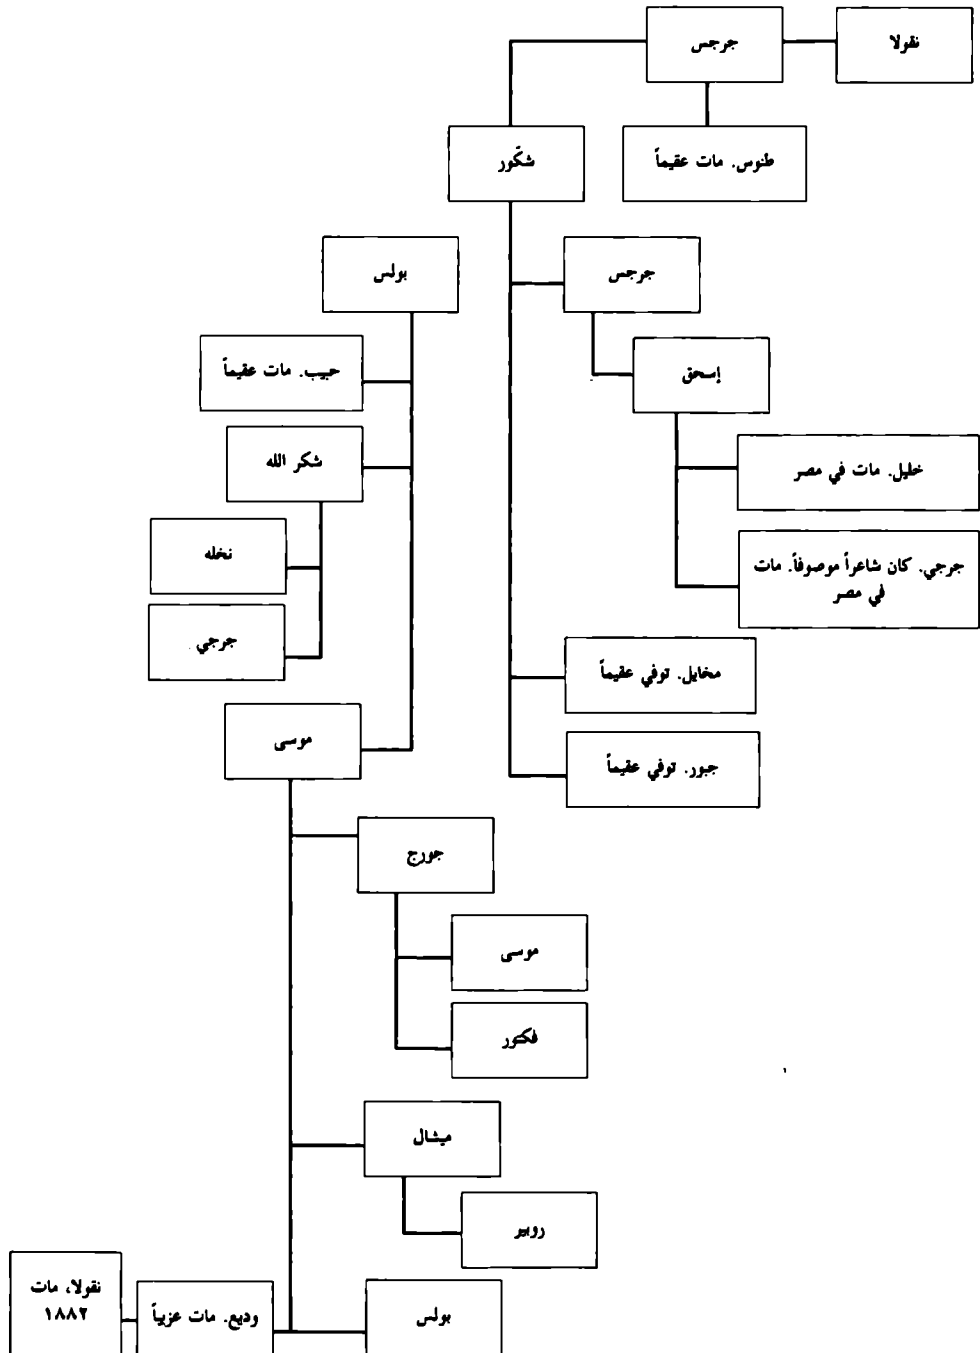 نقولا
جرجس
طنوس. مات عقيماً
شكّور
جرجس
بولس
حبيب. مات عقيماً
إسحق
شكر الله
خليل. مات في مصر
نخله
جرجي. كان شاعراً موصوفاً. مات
في مصر
جرجي
مخايل. توفي عقيماً
موسى
جبور. توفي عقيماً
جورج
موسى
فكتور
ميشال
روبير
بولس
وديع. مات عزبياً
نقولا، مات
١٨٨٢